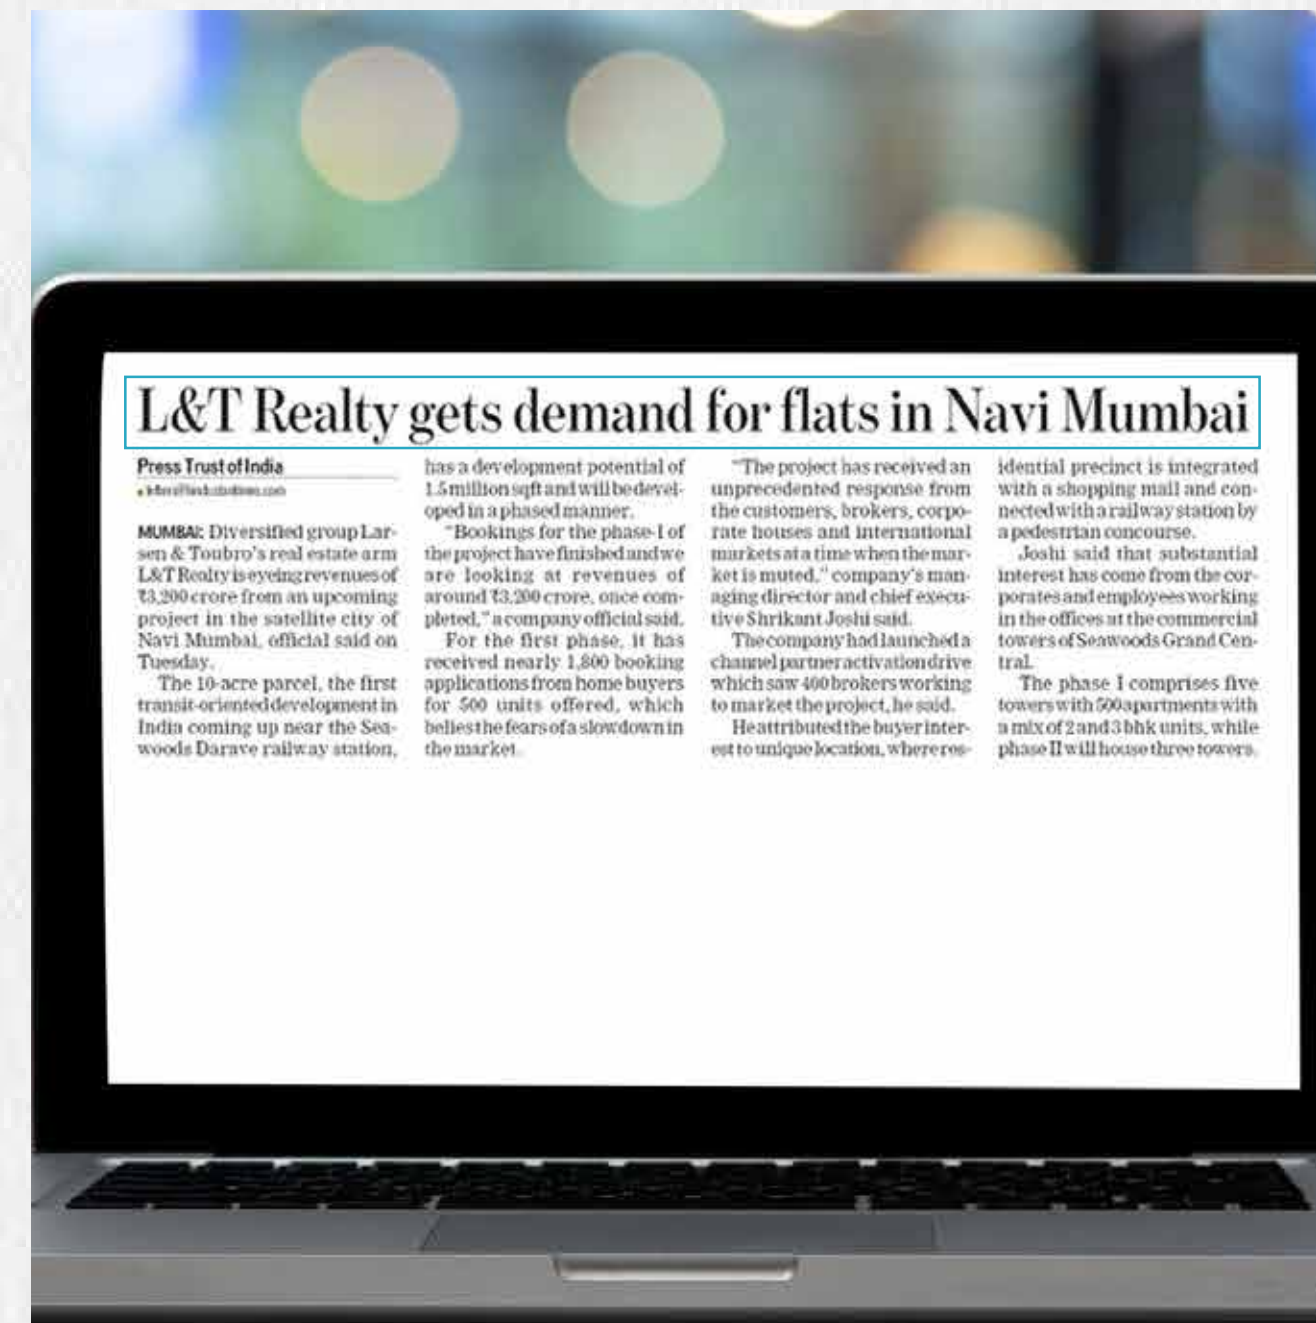 L&T Realty gets demand for flats in Navi Mumbai
Press Trust of India
MUMBAI: Diversified group Lar-
sen & Toubro's real estate arm
L&T Realty is eyeing revenues of
₹3,200 crore from an upcoming
project in the satellite city of
Navi Mumbai, official said on
Tuesday.
The 10-acre parcel, the first
transit-oriented development in
India coming up near the Sea-
woods Darave railway station,
has a development potential of
1.5 million sqft and will be devel-
oped in a phased manner.
"Bookings for the phase-I of
the project have finished and we
are looking at revenues of
around ₹3,200 crore, once com-
pleted," a company official said.
For the first phase, it has
received nearly 1,800 booking
applications from home buyers
for 500 units offered, which
belies the fears of a slowdown in
the market.
"The project has received an
unprecedented response from
the customers, brokers, corpo-
rate houses and international
markets at a time when the mar-
ket is muted," company's man-
aging director and chief execu-
tive Shrikant Joshi said.
The company had launched a
channel partner activation drive
which saw 400 brokers working
to market the project, he said.
He attributed the buyer inter-
est to unique location, where res-
idential precinct is integrated
with a shopping mall and con-
nected with a railway station by
a pedestrian concourse.
Joshi said that substantial
interest has come from the cor-
porates and employees working
in the offices at the commercial
towers of Seawoods Grand Cen-
tral.
The phase I comprises five
towers with 500 apartments with
a mix of 2 and 3 bhk units, while
phase II will house three towers.